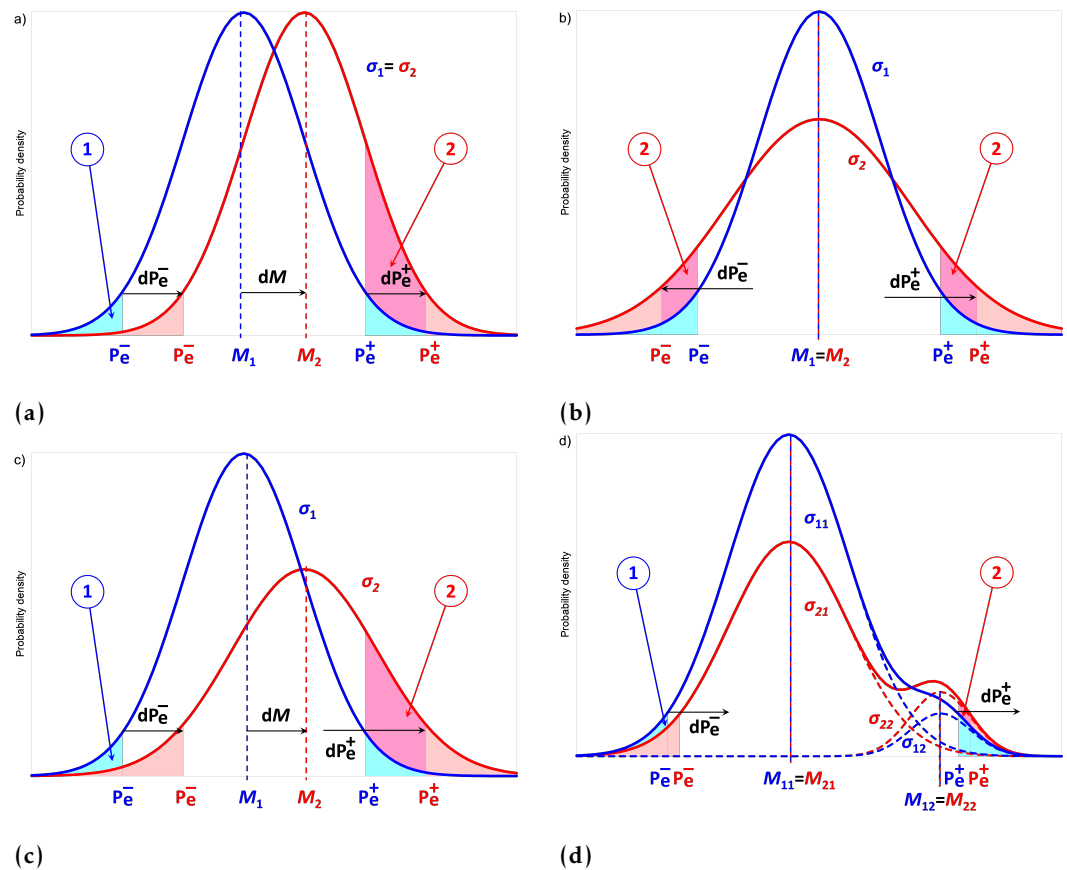 a)
Probability density
σ1= σ2
1
2
dPe− dM dPe+
Pe− Pe− M1 M2 Pe+ Pe+
(a)
b)
Probability density
σ1
σ2
2
2
dPe− dPe+
Pe− Pe− M1=M2 Pe+ Pe+
(b)
c)
Probability density
σ1
σ2
1
2
dPe− dM dPe+
Pe− Pe− M1 M2 Pe+ Pe+
(c)
d)
Probability density
σ11
σ21
1
2
dPe− dPe+
σ22
σ12
Pe− Pe− M11=M21 Pe+ Pe+
M12=M22
(d)